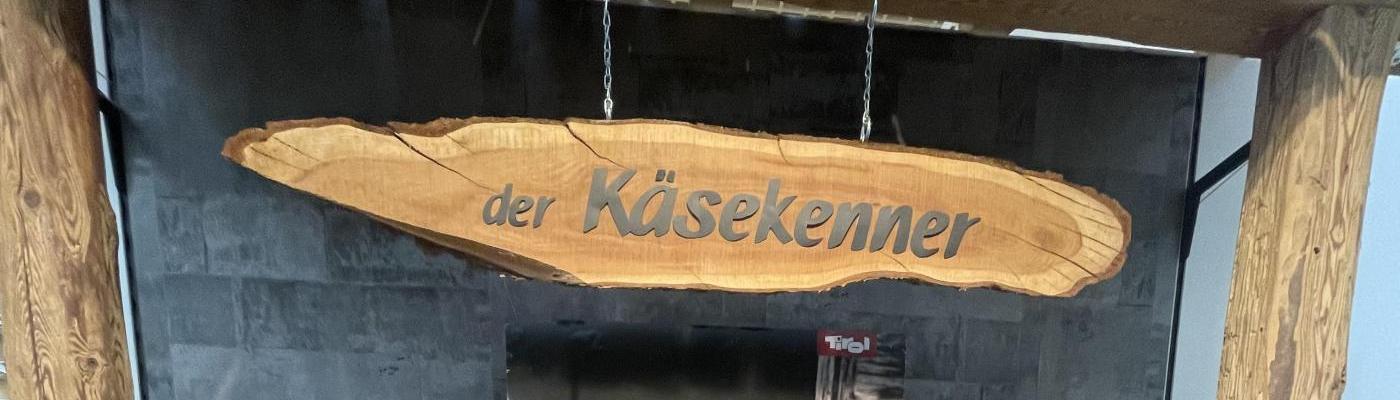 der Käsekenner
Tirol